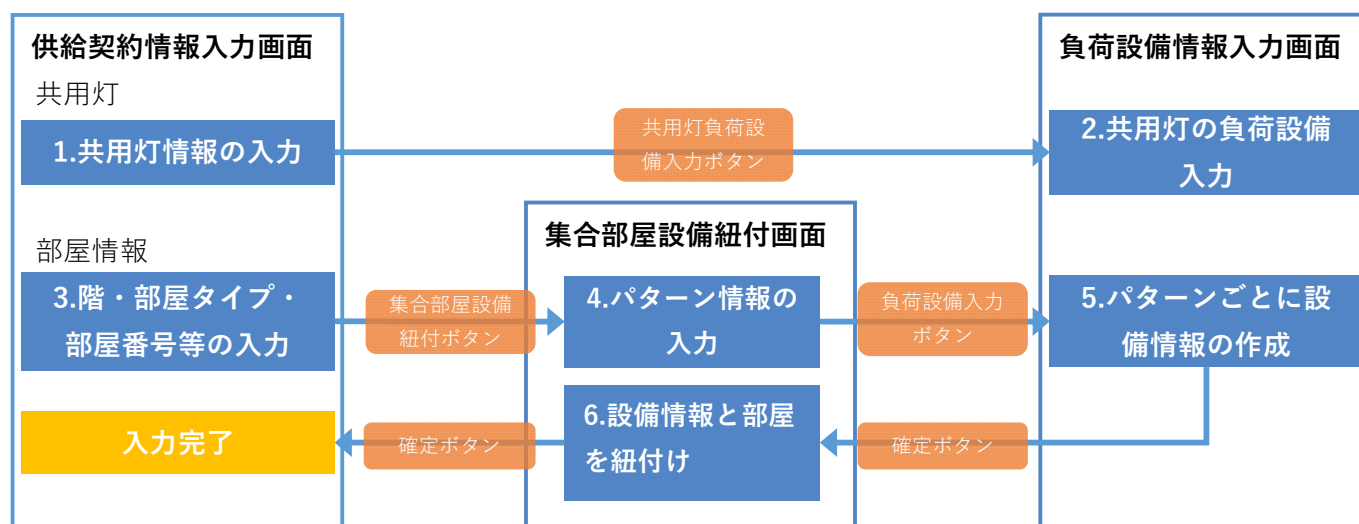 供給契約情報入力画面
共用灯
1.共用灯情報の入力
共用灯負荷設
備入力ボタン
負荷設備情報入力画面
2.共用灯の負荷設備
入力
部屋情報
3.階・部屋タイプ・
部屋番号等の入力
集合部屋設備
紐付ボタン
集合部屋設備紐付画面
4.パターン情報の
入力
負荷設備入力
ボタン
5.パターンごとに設
備情報の作成
入力完了
確定ボタン
6.設備情報と部屋
を紐付け
確定ボタン